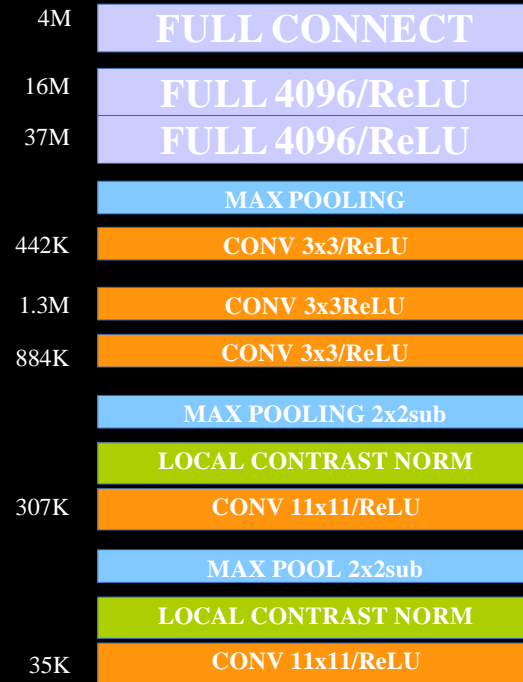 4M FULL CONNECT
16M FULL 4096/ReLU
37M FULL 4096/ReLU
MAX POOLING
442K CONV 3x3/ReLU
1.3M CONV 3x3ReLU
884K CONV 3x3/ReLU
MAX POOLING 2x2sub
LOCAL CONTRAST NORM
307K CONV 11x11/ReLU
MAX POOL 2x2sub
LOCAL CONTRAST NORM
35K CONV 11x11/ReLU